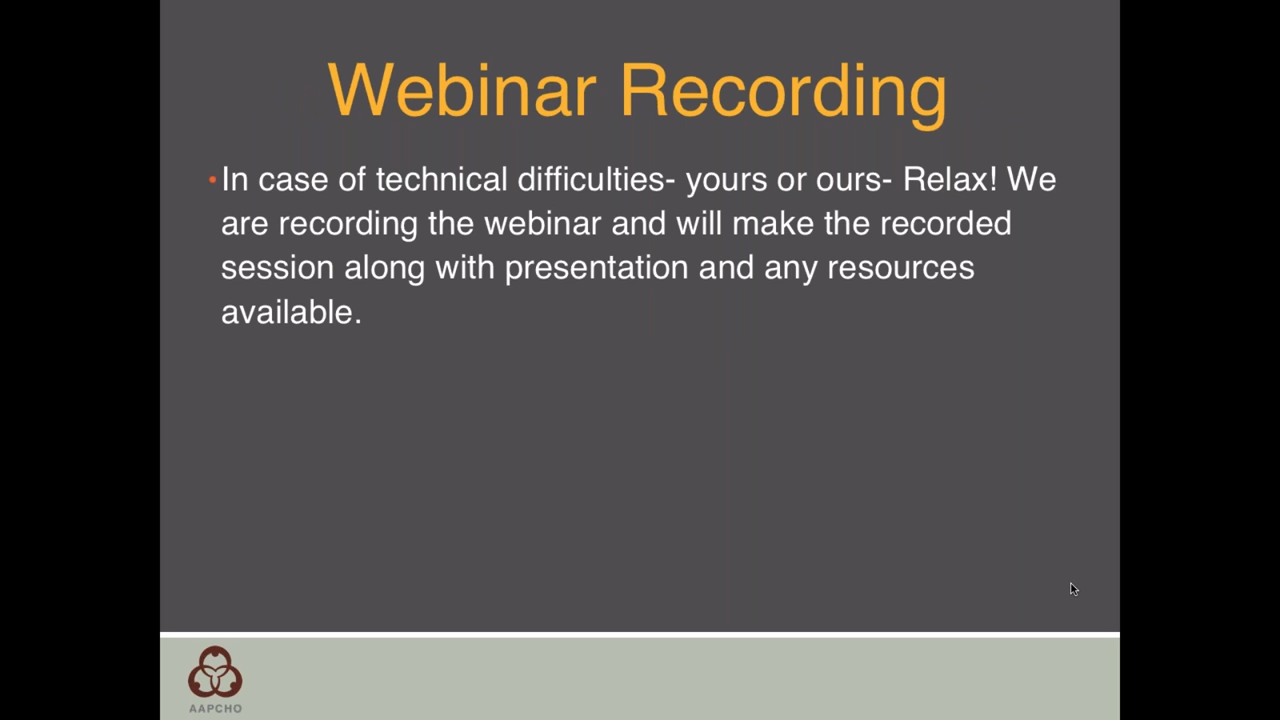 Webinar Recording
•In case of technical difficulties- yours or ours- Relax! We
are recording the webinar and will make the recorded
session along with presentation and any resources
available.
AAPCHO